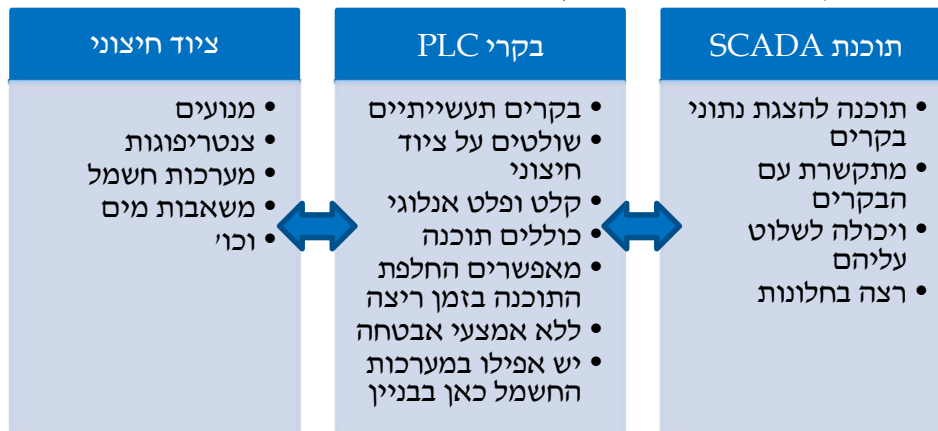 תוכנת SCADA
• תוכנה להצגת נתוני
בקרים
• מתקשרת עם
הבקרים
• ויכולה לשלוט
עליהם
• רצה בחלונות
בקרי PLC
• בקרים תעשייתיים
• שולטים על ציוד
חיצוני
• קלט ופלט אנלוגי
• כוללים תוכנה
• מאפשרים החלפת
התוכנה בזמן ריצה
• ללא אמצעי אבטחה
• יש אפילו במערכות
החשמל כאן בבניין
ציוד חיצוני
• מנועים
• צנטריפוגות
• מערכות חשמל
• משאבות מים
• וכו'